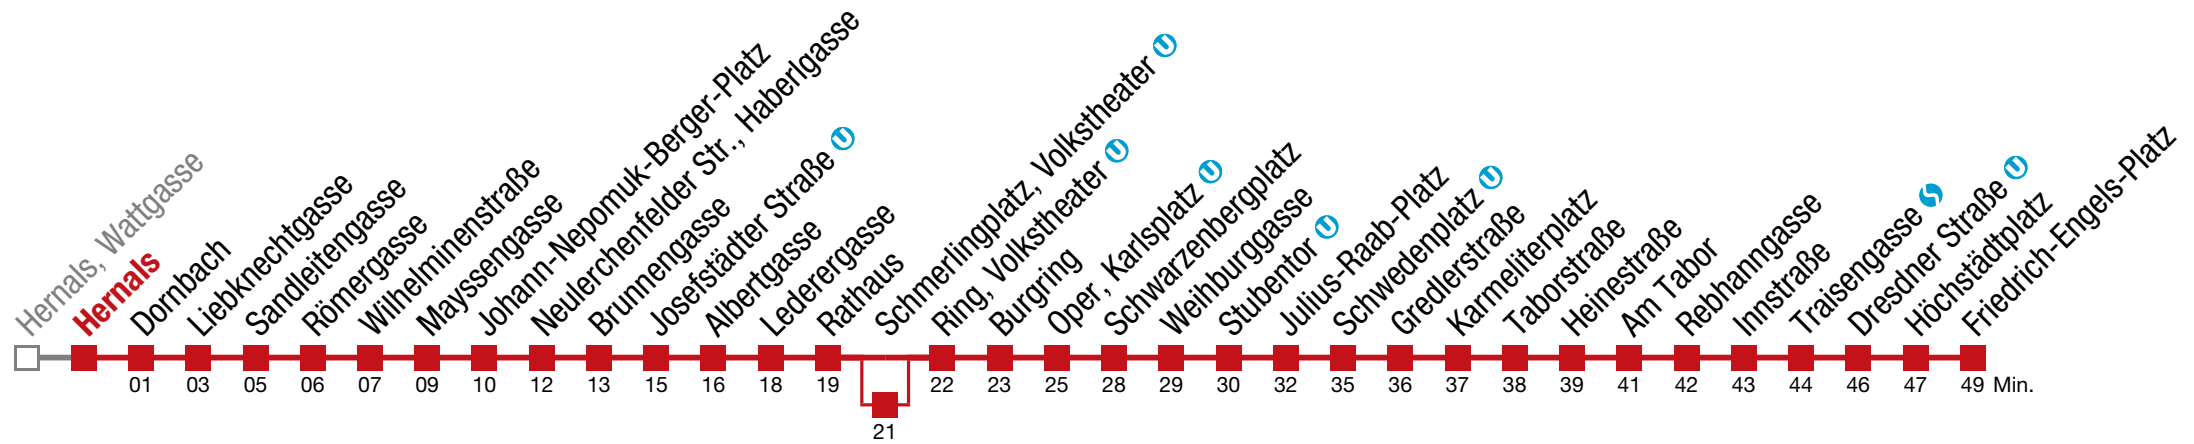 Hernals, Wattgasse
Hernals
Dornbach
Liebknechtgasse
Sandleitengasse
Römergasse
Wilhelminenstraße
Mayssengasse
Johann-Nepomuk-Berger-Platz
Neulerchenfelder Str., Haberlgasse
Brunnengasse
Josefstädter Straße U
Albertgasse
Lederergasse
Rathaus
Schmerlingplatz, Volkstheater U
Ring, Volkstheater U
Burgring
Oper, Karlsplatz U
Schwarzenbergplatz
Weihburggasse
Stubentor U
Julius-Raab-Platz
Schwedenplatz U
Gredlerstraße
Karmeliterplatz
Taborstraße
Heinestraße
Am Tabor
Rebhanngasse
Innstraße
Traisengasse S
Dresdner Straße U
Höchstädtplatz
Friedrich-Engels-Platz
01 03 05 06 07 09 10 12 13 15 16 18 19 22 23 25 28 29 30 32 35 36 37 38 39 41 42 43 44 46 47 49 Min.
21